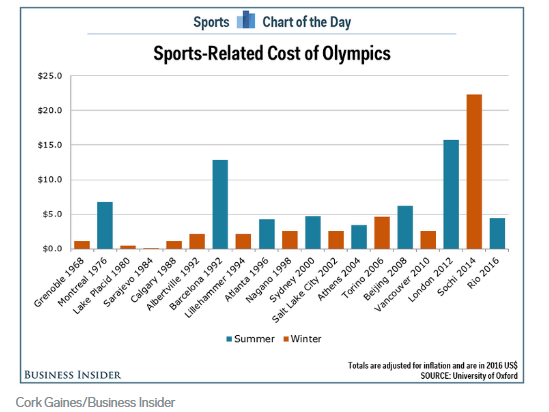 Sports Chart of the Day
Sports-Related Cost of Olympics
$25.0
$20.0
$15.0
$10.0
$5.0
$0.0
Grenoble 1968
Montreal 1976
Lake Placid 1980
Sarajevo 1984
Calgary 1988
Albertville 1992
Barcelona 1992
Lillehammer 1994
Atlanta 1996
Nagano 1998
Sydney 2000
Salt Lake City 2002
Athens 2004
Torino 2006
Beijing 2008
Vancouver 2010
London 2012
Sochi 2014
Rio 2016
Summer Winter
Totals are adjusted for inflation and are in 2016 US$
BUSINESS INSIDER SOURCE: University of Oxford
Cork Gaines/Business Insider